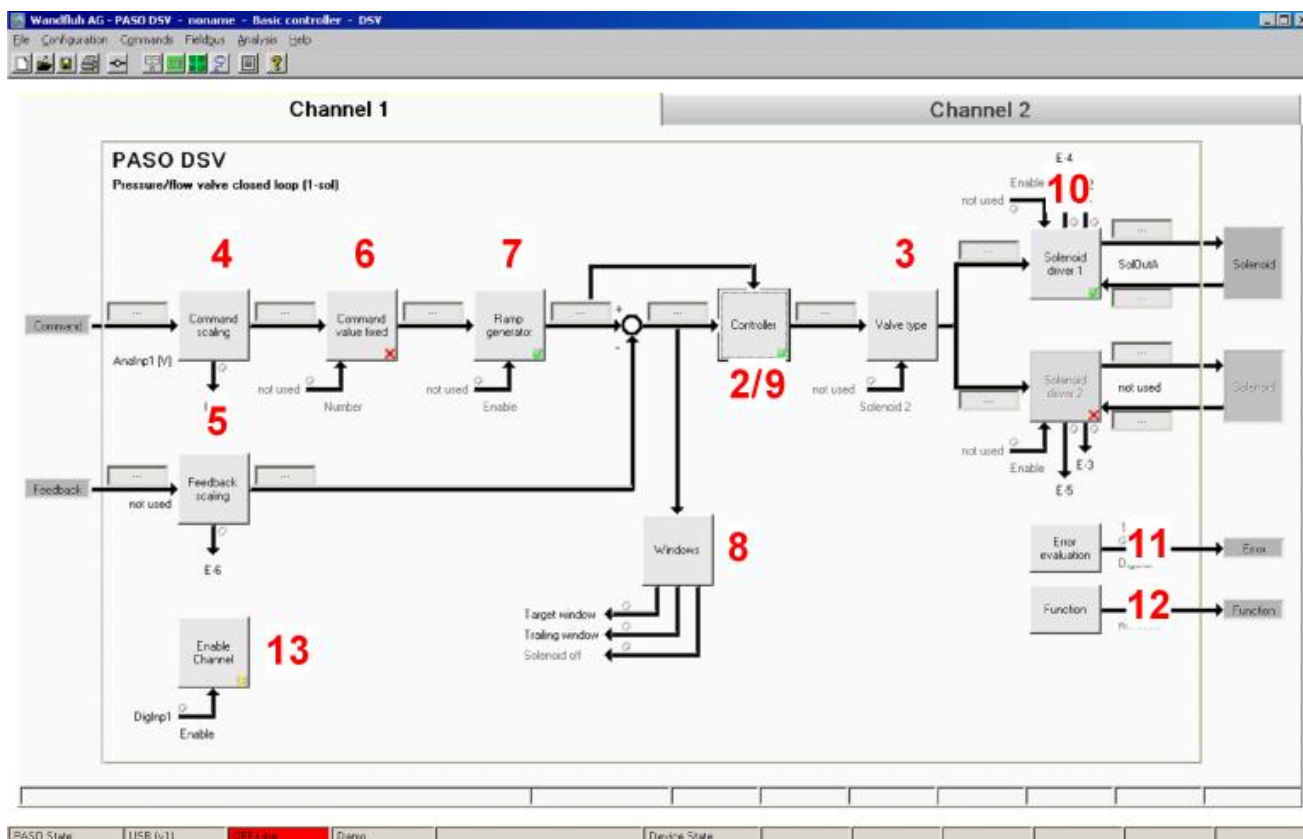 Wandfluh AG - PASO DSV - noname - Basic controller - DSV
File Configuration Commands Fieldbus Analysis Help
Channel 1
Channel 2
PASO DSV
Pressure/flow valve closed loop (1-sol)
E-4
Enable
10
not used
4
6
7
3
...
Solenoid driver 1
SolOutA
Solenoid
...
Command
...
Command scaling
...
Command value fixed
...
Ramp generator
...
+
-
...
Controller
...
Valve type
...
AnaInp1 [V]
not used
Number
not used
Enable
2/9
not used
Solenoid 2
5
...
Solenoid driver 2
...
not used
Solenoid
...
not used
Enable
E-3
E-5
Feedback
...
not used
Feedback scaling
...
E-6
Windows
8
Target window
Trailing window
Solenoid off
Error evaluation
11
Error
Function
12
Function
Enable Channel
13
DigInp1
Enable
PASO State
USB (v1)
OFF-Line
Demo
Device State